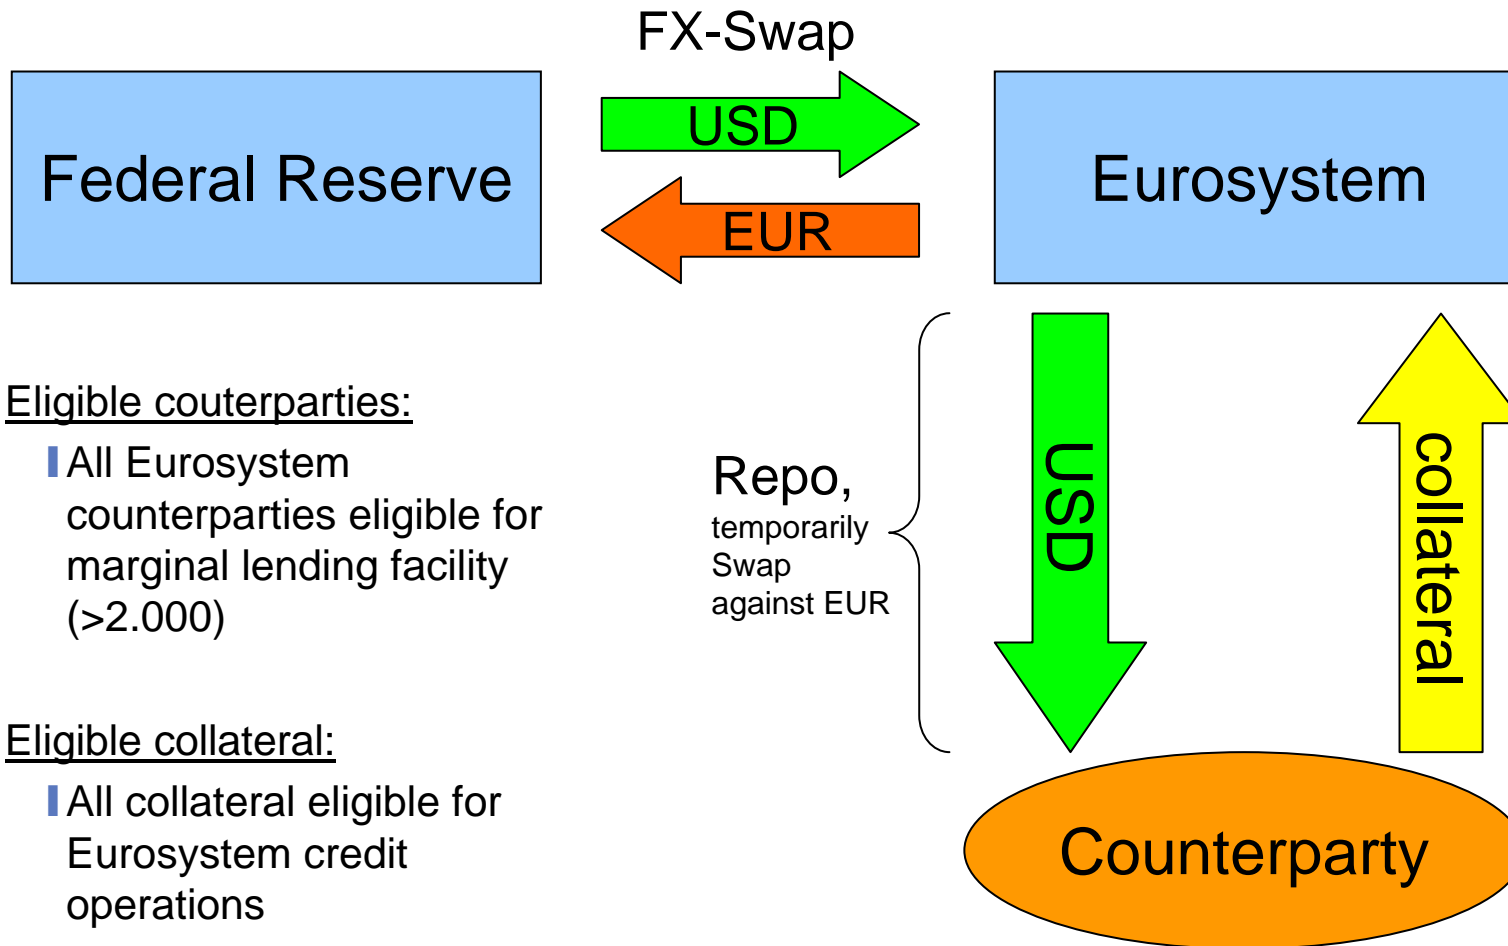 FX-Swap
Federal Reserve
USD
EUR
Eurosystem
Eligible couterparties:
All Eurosystem
counterparties eligible for
marginal lending facility
(>2.000)
Repo,
temporarily
Swap
against EUR
USD
collateral
Eligible collateral:
All collateral eligible for
Eurosystem credit
operations
Counterparty